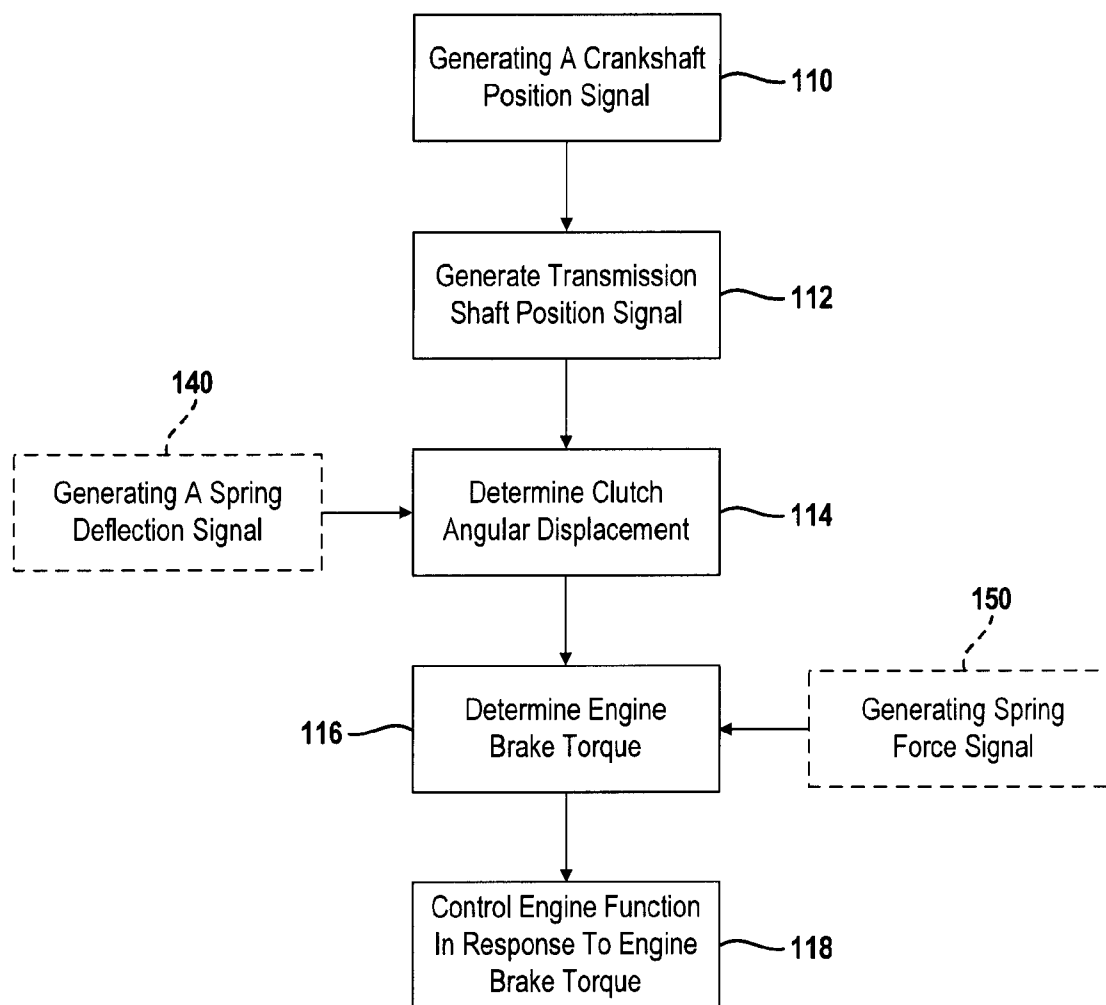 Generating A Crankshaft
Position Signal
110
Generate Transmission
Shaft Position Signal
112
140
Generating A Spring
Deflection Signal
Determine Clutch
Angular Displacement
114
150
116
Determine Engine
Brake Torque
Generating Spring
Force Signal
Control Engine Function
In Response To Engine
Brake Torque
118